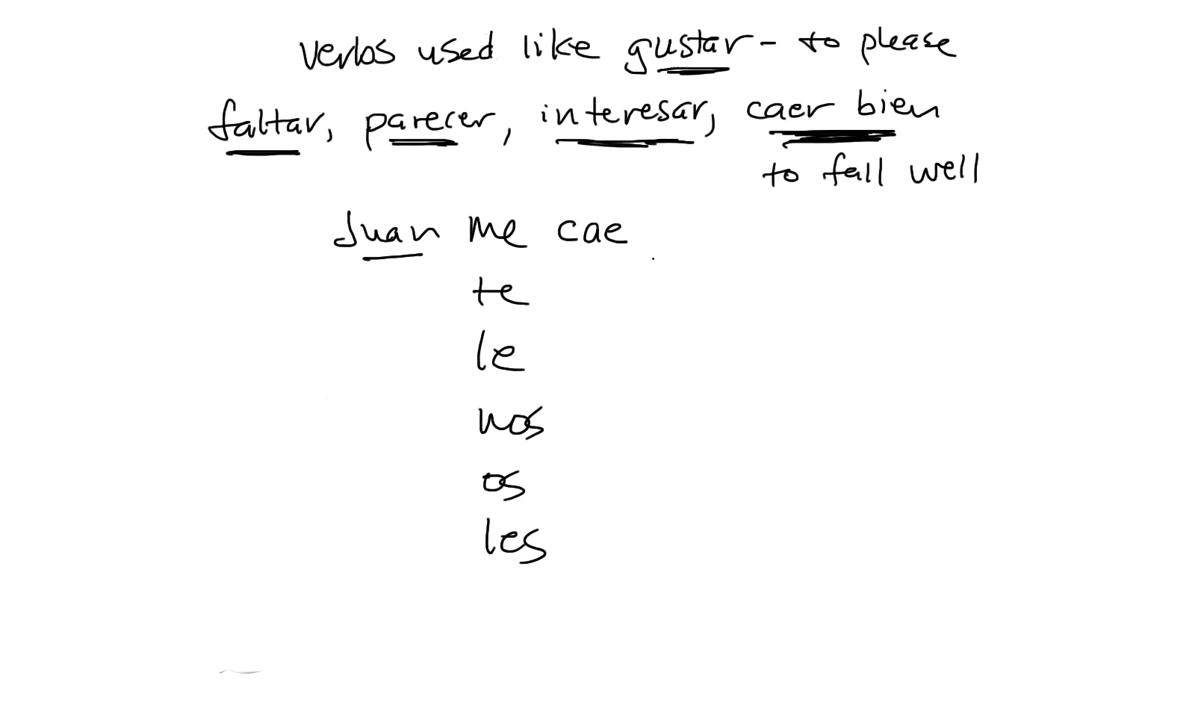 verbs used like gustar - to please
faltar, parecer, interesar, caer bien
to fall well
Juan me cae
te
le
nos
os
les